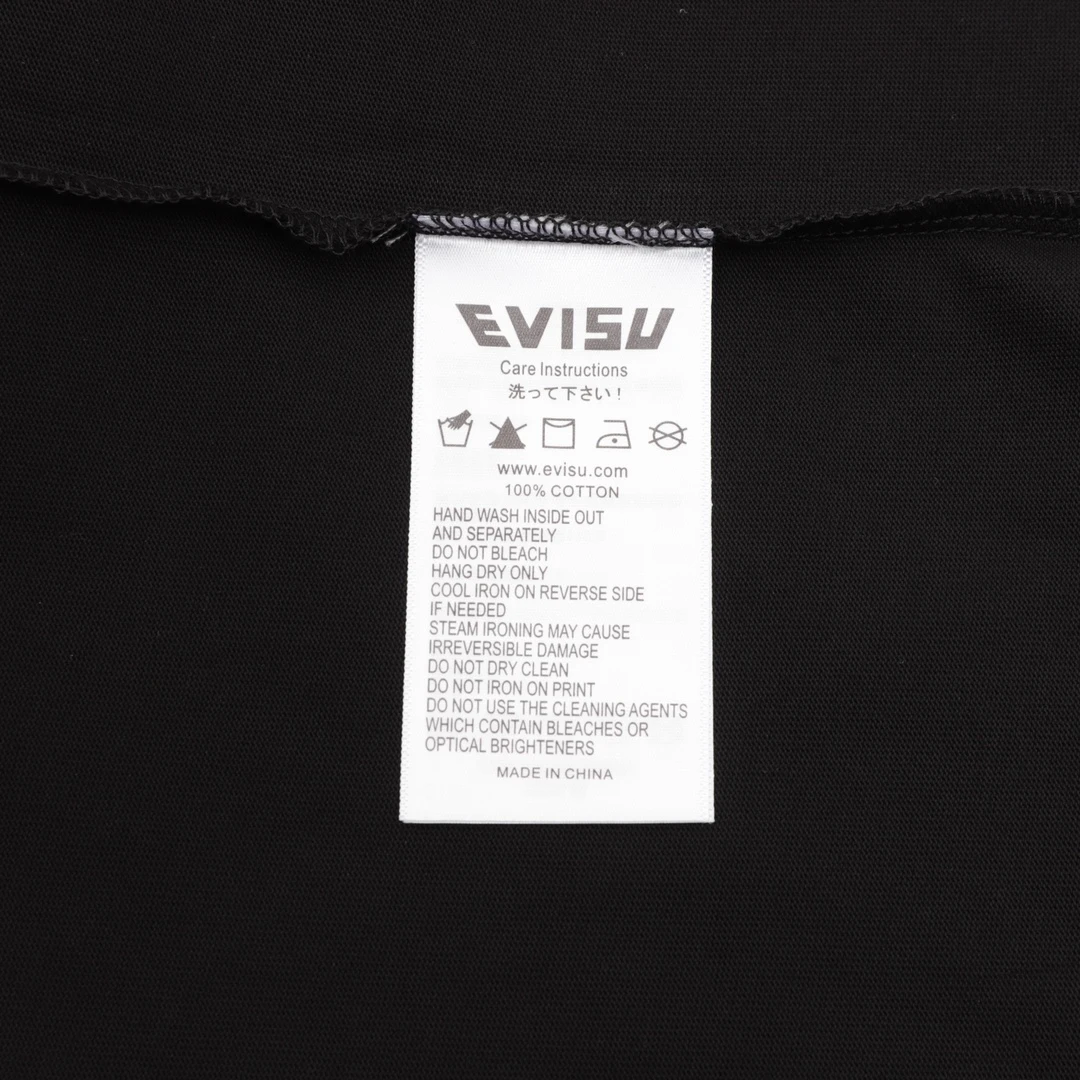 EVISU
Care Instructions
洗って下さい！
www.evisu.com
100% COTTON
HAND WASH INSIDE OUT
AND SEPARATELY
DO NOT BLEACH
HANG DRY ONLY
COOL IRON ON REVERSE SIDE
IF NEEDED
STEAM IRONING MAY CAUSE
IRREVERSIBLE DAMAGE
DO NOT DRY CLEAN
DO NOT IRON ON PRINT
DO NOT USE THE CLEANING AGENTS
WHICH CONTAIN BLEACHES OR
OPTICAL BRIGHTENERS
MADE IN CHINA